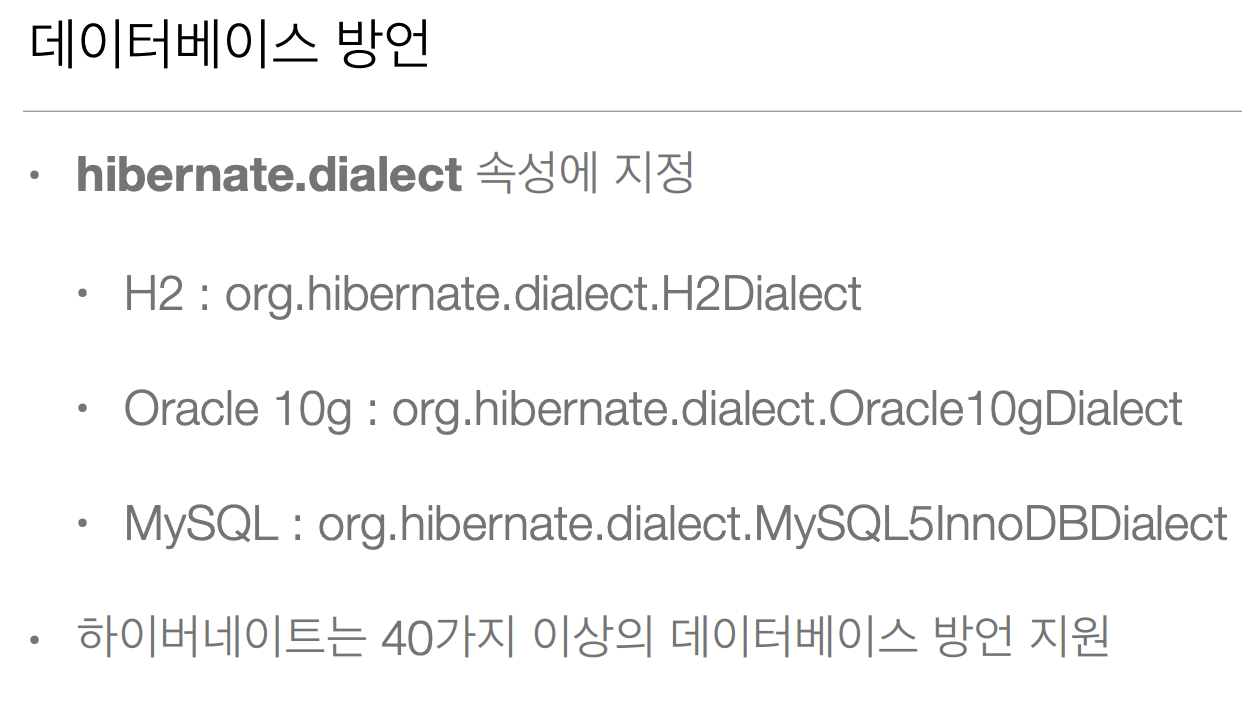 데이터베이스 방언
• hibernate.dialect 속성에 지정
• H2 : org.hibernate.dialect.H2Dialect
• Oracle 10g : org.hibernate.dialect.Oracle10gDialect
• MySQL : org.hibernate.dialect.MySQL5InnoDBDialect
• 하이버네이트는 40가지 이상의 데이터베이스 방언 지원